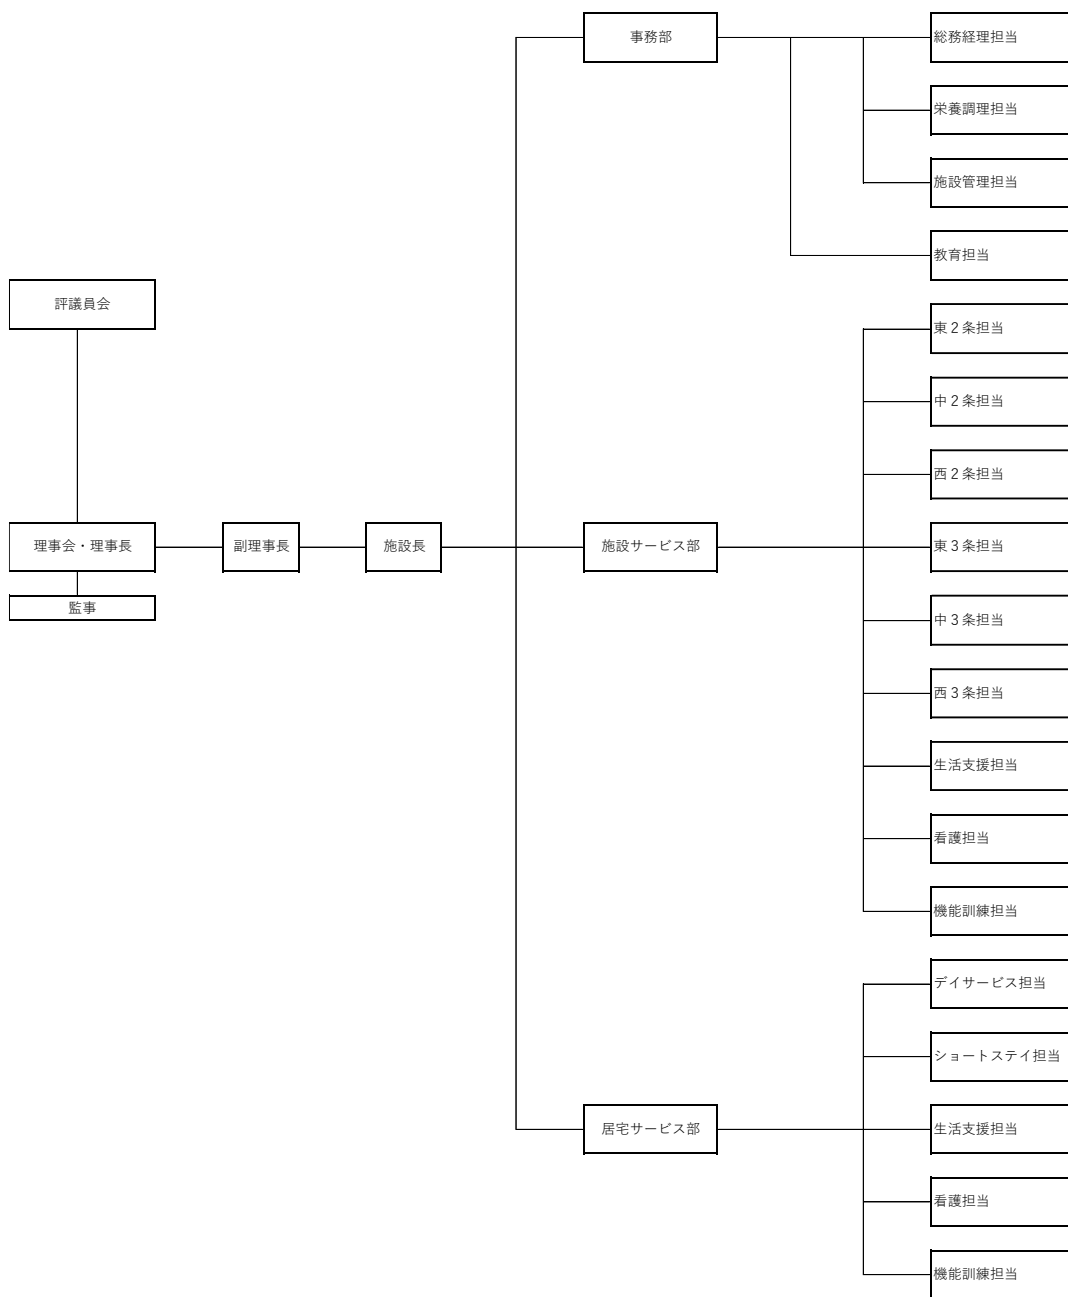 事務部
総務経理担当
栄養調理担当
施設管理担当
教育担当
評議員会
東２条担当
中２条担当
西２条担当
理事会・理事長
副理事長
施設長
施設サービス部
東３条担当
監事
中３条担当
西３条担当
生活支援担当
看護担当
機能訓練担当
デイサービス担当
ショートステイ担当
居宅サービス部
生活支援担当
看護担当
機能訓練担当